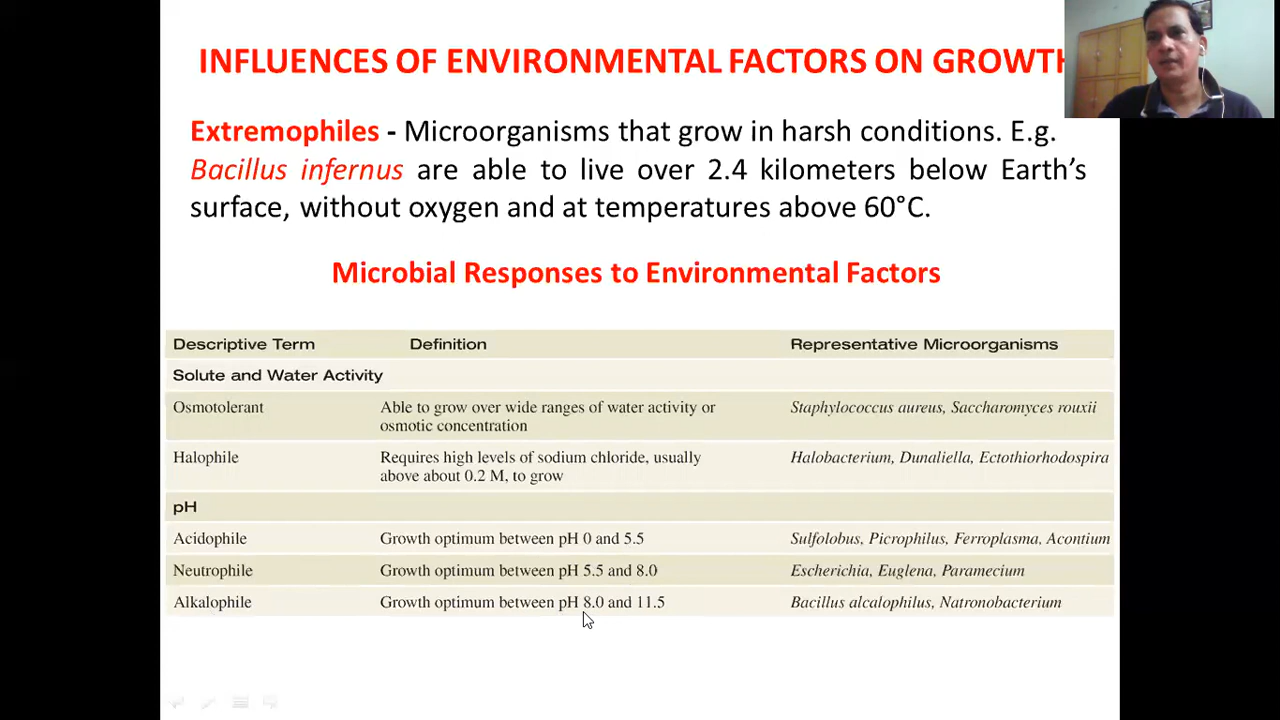 INFLUENCES OF ENVIRONMENTAL FACTORS ON GROWTH
Extremophiles - Microorganisms that grow in harsh conditions. E.g.
Bacillus infernus are able to live over 2.4 kilometers below Earth's
surface, without oxygen and at temperatures above 60°C.
Microbial Responses to Environmental Factors
Descriptive Term Definition Representative Microorganisms
Solute and Water Activity
Osmotolerant Able to grow over wide ranges of water activity or Staphylococcus aureus, Saccharomyces rouxii
osmotic concentration
Halophile Requires high levels of sodium chloride, usually Halobacterium, Dunaliella, Ectothiorhodospira
above about 0.2 M, to grow
pH
Acidophile Growth optimum between pH 0 and 5.5 Sulfolobus, Picrophilus, Ferroplasma, Acontium
Neutrophile Growth optimum between pH 5.5 and 8.0 Escherichia, Euglena, Paramecium
Alkalophile Growth optimum between pH 8.0 and 11.5 Bacillus alcalophilus, Natronobacterium